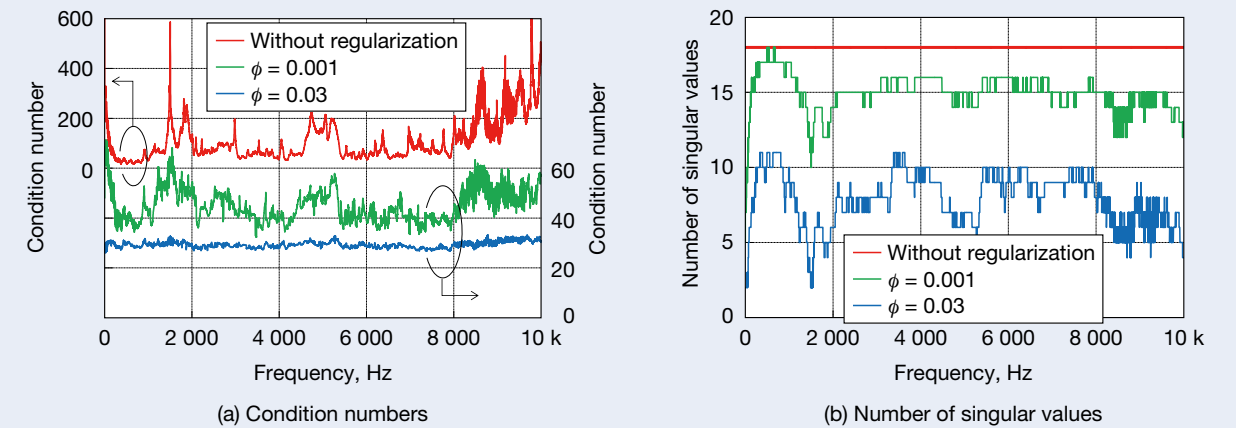 600
400
200
0
Condition number
Without regularization
ϕ = 0.001
ϕ = 0.03
60
40
20
0
Condition number
0
2 000
4 000
6 000
8 000
10 k
Frequency, Hz
(a) Condition numbers
20
15
10
5
0
Number of singular values
Without regularization
ϕ = 0.001
ϕ = 0.03
0
2 000
4 000
6 000
8 000
10 k
Frequency, Hz
(b) Number of singular values